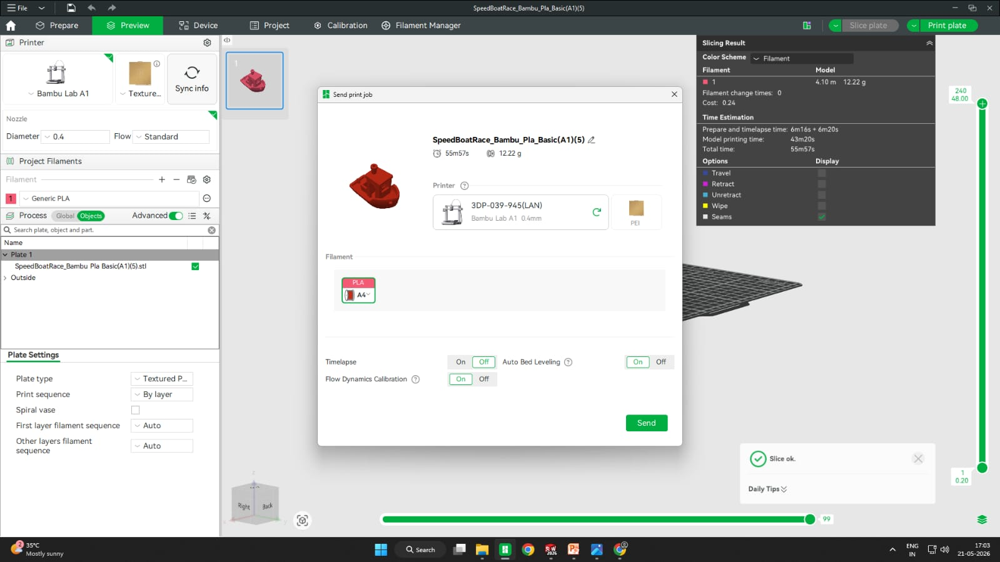 File
SpeedBoatRace_Bambu_Pla_Basic(A1)(5)
Prepare
Preview
Device
Project
Calibration
Filament Manager
Slice plate
Print plate
Printer
Bambu Lab A1
Texture...
Sync info
Nozzle
Diameter 0.4 Flow Standard
Project Filaments
Filament
1 Generic PLA
Process Global Objects Advanced
Search plate, object and part.
Name
Plate 1
SpeedBoatRace_Bambu Pla Basic(A1)(5).stl
Outside
Plate Settings
Plate type Textured P...
Print sequence By layer
Spiral vase
First layer filament sequence Auto
Other layers filament
sequence Auto
1
Send print job
SpeedBoatRace_Bambu_Pla_Basic(A1)(5)
55m57s 12.22 g
Printer ?
3DP-039-945(LAN)
Bambu Lab A1 0.4mm
PEI
Filament
PLA
A4
Timelapse On Off Auto Bed Leveling ? On Off
Flow Dynamics Calibration ? On Off
Send
Slicing Result
Color Scheme Filament
Filament Model
1 4.10 m 12.22 g
Filament change times: 0
Cost: 0.24
Time Estimation
Prepare and timelapse time: 6m16s + 6m20s
Model printing time: 43m20s
Total time: 55m57s
Options Display
Travel
Retract
Unretract
Wipe
Seams
240
48.00
1
0.20
Slice ok.
Daily Tips
z
Right Back
x y
99
2
35°C
Mostly sunny
Search
SW
2026
P
ENG
IN
17:03
21-05-2026